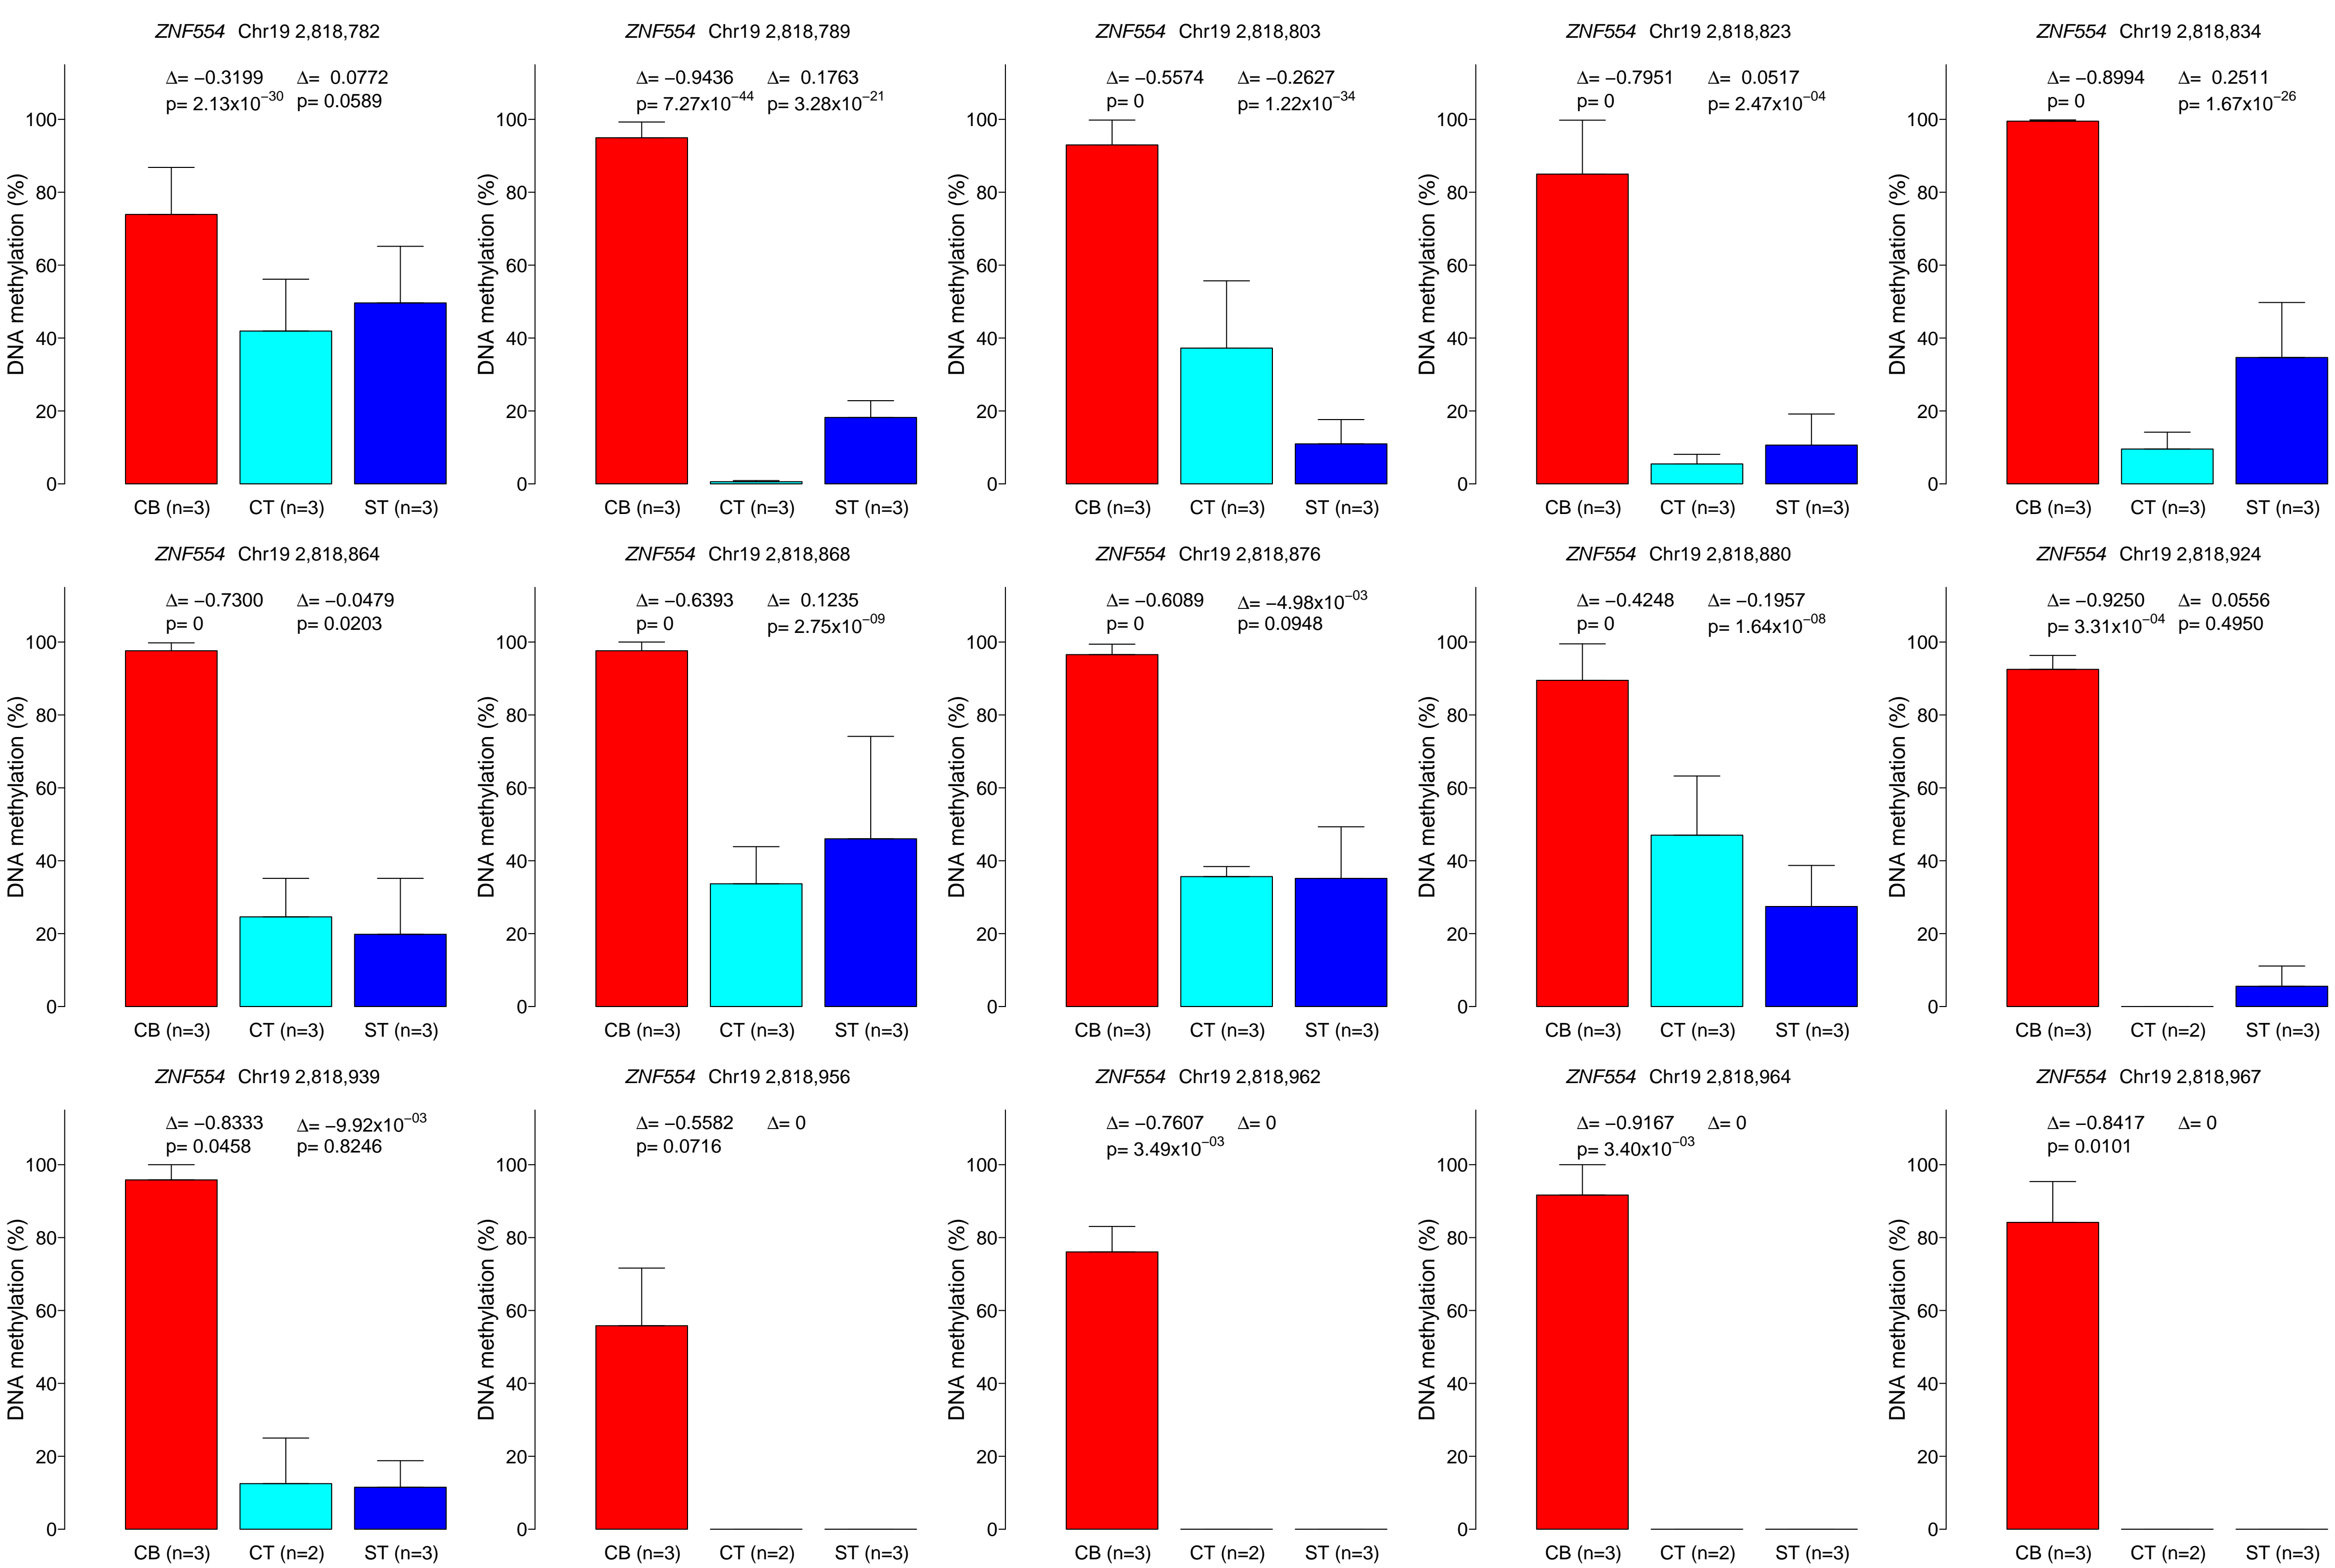 ZNF554 Chr19 2,818,782
Δ= −0.3199 Δ= 0.0772
p= 2.13x10⁻³⁰ p= 0.0589
DNA methylation (%)
100
80
60
40
20
0
CB (n=3) CT (n=3) ST (n=3)
ZNF554 Chr19 2,818,789
Δ= −0.9436 Δ= 0.1763
p= 7.27x10⁻⁴⁴ p= 3.28x10⁻²¹
DNA methylation (%)
100
80
60
40
20
0
CB (n=3) CT (n=3) ST (n=3)
ZNF554 Chr19 2,818,803
Δ= −0.5574 Δ= −0.2627
p= 0 p= 1.22x10⁻³⁴
DNA methylation (%)
100
80
60
40
20
0
CB (n=3) CT (n=3) ST (n=3)
ZNF554 Chr19 2,818,823
Δ= −0.7951 Δ= 0.0517
p= 0 p= 2.47x10⁻⁰⁴
DNA methylation (%)
100
80
60
40
20
0
CB (n=3) CT (n=3) ST (n=3)
ZNF554 Chr19 2,818,834
Δ= −0.8994 Δ= 0.2511
p= 0 p= 1.67x10⁻²⁶
DNA methylation (%)
100
80
60
40
20
0
CB (n=3) CT (n=3) ST (n=3)
ZNF554 Chr19 2,818,864
Δ= −0.7300 Δ= −0.0479
p= 0 p= 0.0203
DNA methylation (%)
100
80
60
40
20
0
CB (n=3) CT (n=3) ST (n=3)
ZNF554 Chr19 2,818,868
Δ= −0.6393 Δ= 0.1235
p= 0 p= 2.75x10⁻⁰⁹
DNA methylation (%)
100
80
60
40
20
0
CB (n=3) CT (n=3) ST (n=3)
ZNF554 Chr19 2,818,876
Δ= −0.6089 Δ= −4.98x10⁻⁰³
p= 0 p= 0.0948
DNA methylation (%)
100
80
60
40
20
0
CB (n=3) CT (n=3) ST (n=3)
ZNF554 Chr19 2,818,880
Δ= −0.4248 Δ= −0.1957
p= 0 p= 1.64x10⁻⁰⁸
DNA methylation (%)
100
80
60
40
20
0
CB (n=3) CT (n=3) ST (n=3)
ZNF554 Chr19 2,818,924
Δ= −0.9250 Δ= 0.0556
p= 3.31x10⁻⁰⁴ p= 0.4950
DNA methylation (%)
100
80
60
40
20
0
CB (n=3) CT (n=2) ST (n=3)
ZNF554 Chr19 2,818,939
Δ= −0.8333 Δ= −9.92x10⁻⁰³
p= 0.0458 p= 0.8246
DNA methylation (%)
100
80
60
40
20
0
CB (n=3) CT (n=2) ST (n=3)
ZNF554 Chr19 2,818,956
Δ= −0.5582 Δ= 0
p= 0.0716
DNA methylation (%)
100
80
60
40
20
0
CB (n=3) CT (n=2) ST (n=3)
ZNF554 Chr19 2,818,962
Δ= −0.7607 Δ= 0
p= 3.49x10⁻⁰³
DNA methylation (%)
100
80
60
40
20
0
CB (n=3) CT (n=2) ST (n=3)
ZNF554 Chr19 2,818,964
Δ= −0.9167 Δ= 0
p= 3.40x10⁻⁰³
DNA methylation (%)
100
80
60
40
20
0
CB (n=3) CT (n=2) ST (n=3)
ZNF554 Chr19 2,818,967
Δ= −0.8417 Δ= 0
p= 0.0101
DNA methylation (%)
100
80
60
40
20
0
CB (n=3) CT (n=2) ST (n=3)